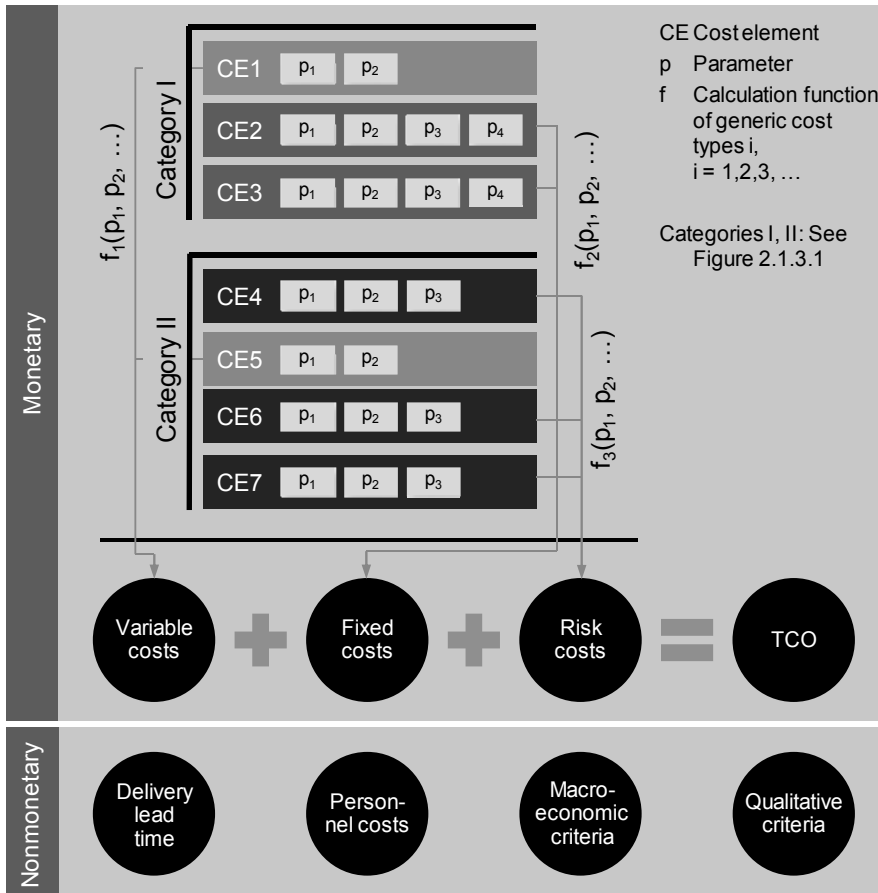 Monetary
Category I
CE1 p₁ p₂
CE2 p₁ p₂ p₃ p₄
CE3 p₁ p₂ p₃ p₄
f₁(p₁, p₂, …)
f₂(p₁, p₂, …)
CE Cost element
p Parameter
f Calculation function
of generic cost
types i,
i = 1,2,3, …
Categories I, II: See
Figure 2.1.3.1
Category II
CE4 p₁ p₂ p₃
CE5 p₁ p₂
CE6 p₁ p₂ p₃
CE7 p₁ p₂ p₃
f₃(p₁, p₂, …)
Variable
costs
+
Fixed
costs
+
Risk
costs
=
TCO
Nonmonetary
Delivery
lead
time
Person-
nel costs
Macro-
economic
criteria
Qualitative
criteria